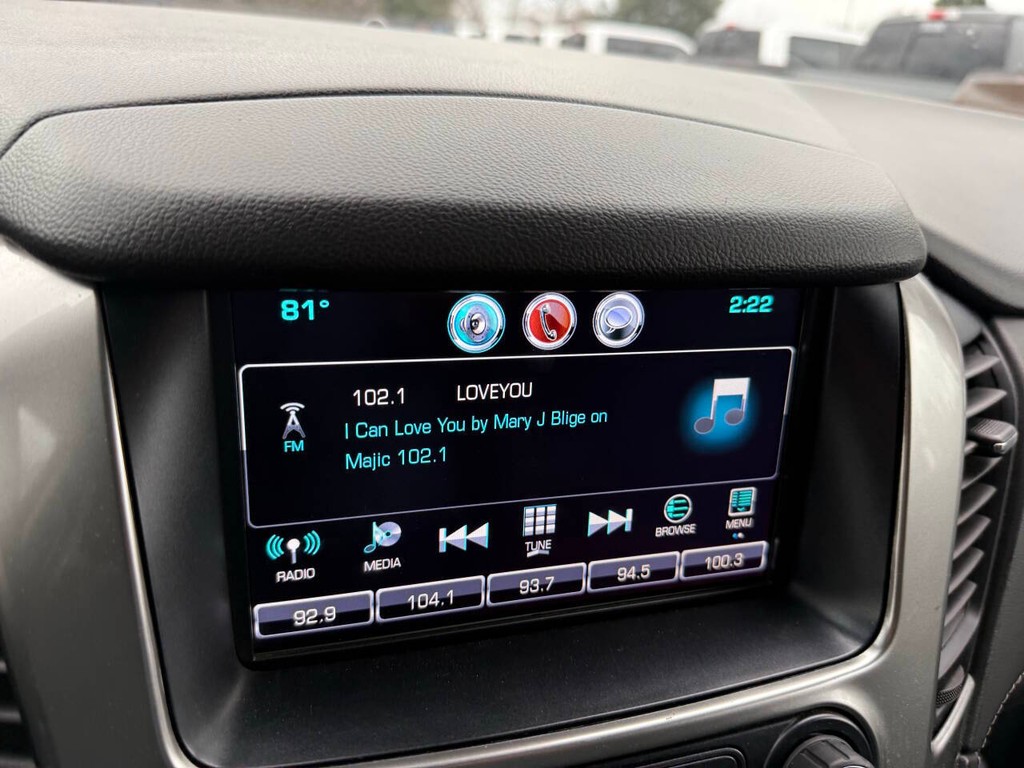 81° 2:22
102.1 LOVEYOU
I Can Love You by Mary J Blige on
Majic 102.1
FM
RADIO MEDIA TUNE BROWSE MENU
92.9 104.1 93.7 94.5 100.3